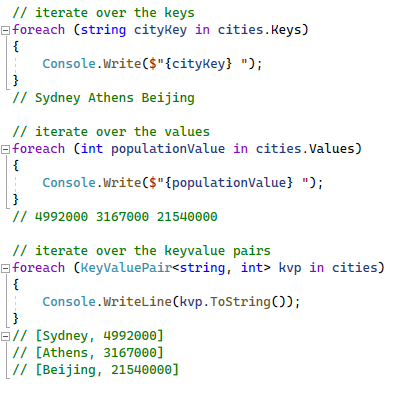 // iterate over the keys
foreach (string cityKey in cities.Keys)
{
    Console.Write($"{cityKey} ");
}
// Sydney Athens Beijing

// iterate over the values
foreach (int populationValue in cities.Values)
{
    Console.Write($"{populationValue} ");
}
// 4992000 3167000 21540000

// iterate over the keyvalue pairs
foreach (KeyValuePair<string, int> kvp in cities)
{
    Console.WriteLine(kvp.ToString());
}
// [Sydney, 4992000]
// [Athens, 3167000]
// [Beijing, 21540000]